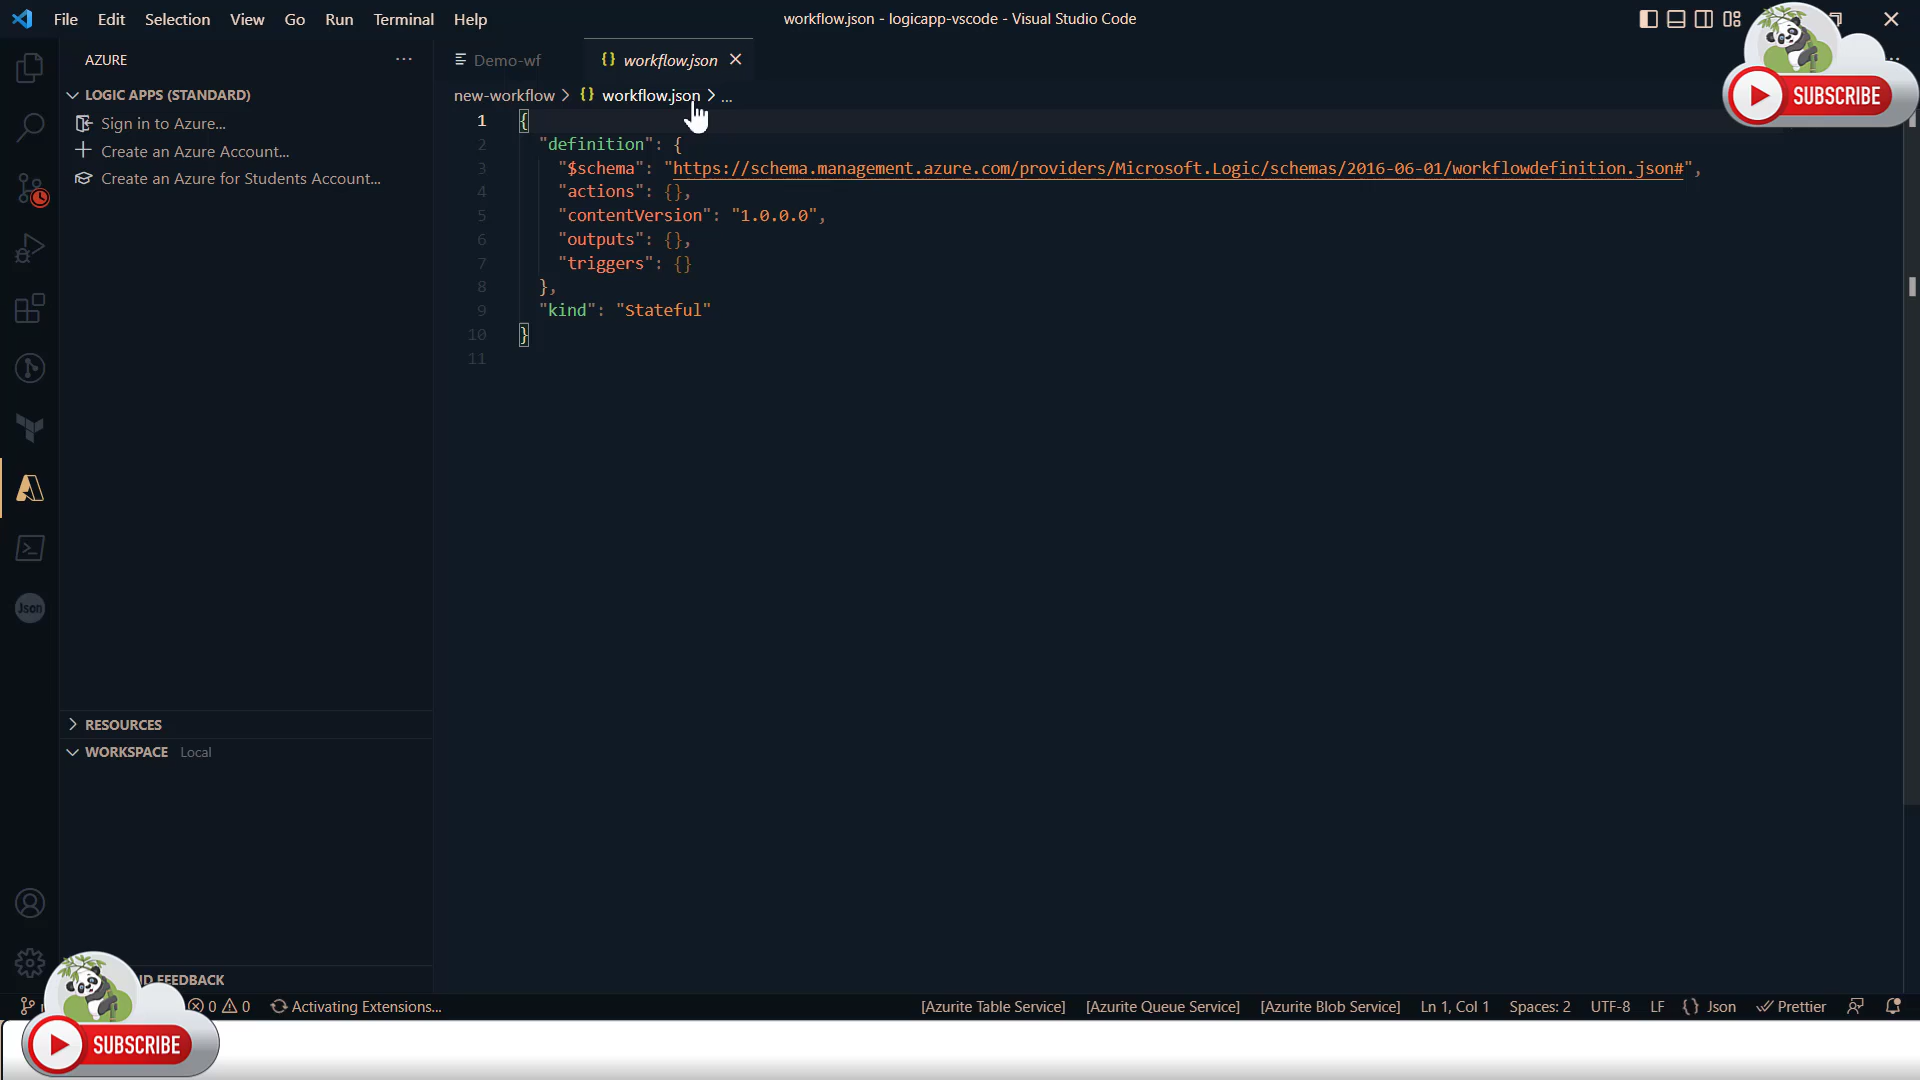 File Edit Selection View Go Run Terminal Help
workflow.json - logicapp-vscode - Visual Studio Code
SUBSCRIBE
AZURE
LOGIC APPS (STANDARD)
Sign in to Azure...
Create an Azure Account...
Create an Azure for Students Account...
RESOURCES
WORKSPACE Local
D FEEDBACK
Demo-wf
{} workflow.json
new-workflow > {} workflow.json > ...
1 {
2 "definition": {
3 "$schema": "https://schema.management.azure.com/providers/Microsoft.Logic/schemas/2016-06-01/workflowdefinition.json#",
4 "actions": {},
5 "contentVersion": "1.0.0.0",
6 "outputs": {},
7 "triggers": {}
8 },
9 "kind": "Stateful"
10 }
11
Json
0 0 Activating Extensions... [Azurite Table Service] [Azurite Queue Service] [Azurite Blob Service] Ln 1, Col 1 Spaces: 2 UTF-8 LF {} Json Prettier
SUBSCRIBE